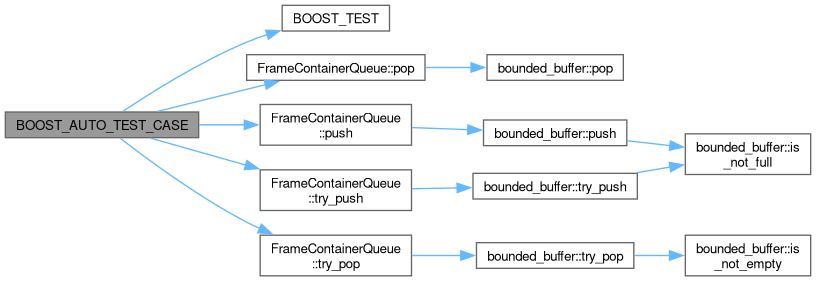 BOOST_TEST
FrameContainerQueue::pop
bounded_buffer::pop
BOOST_AUTO_TEST_CASE
FrameContainerQueue
::push
bounded_buffer::push
bounded_buffer::is
_not_full
FrameContainerQueue
::try_push
bounded_buffer::try_push
FrameContainerQueue
::try_pop
bounded_buffer::try_pop
bounded_buffer::is
_not_empty